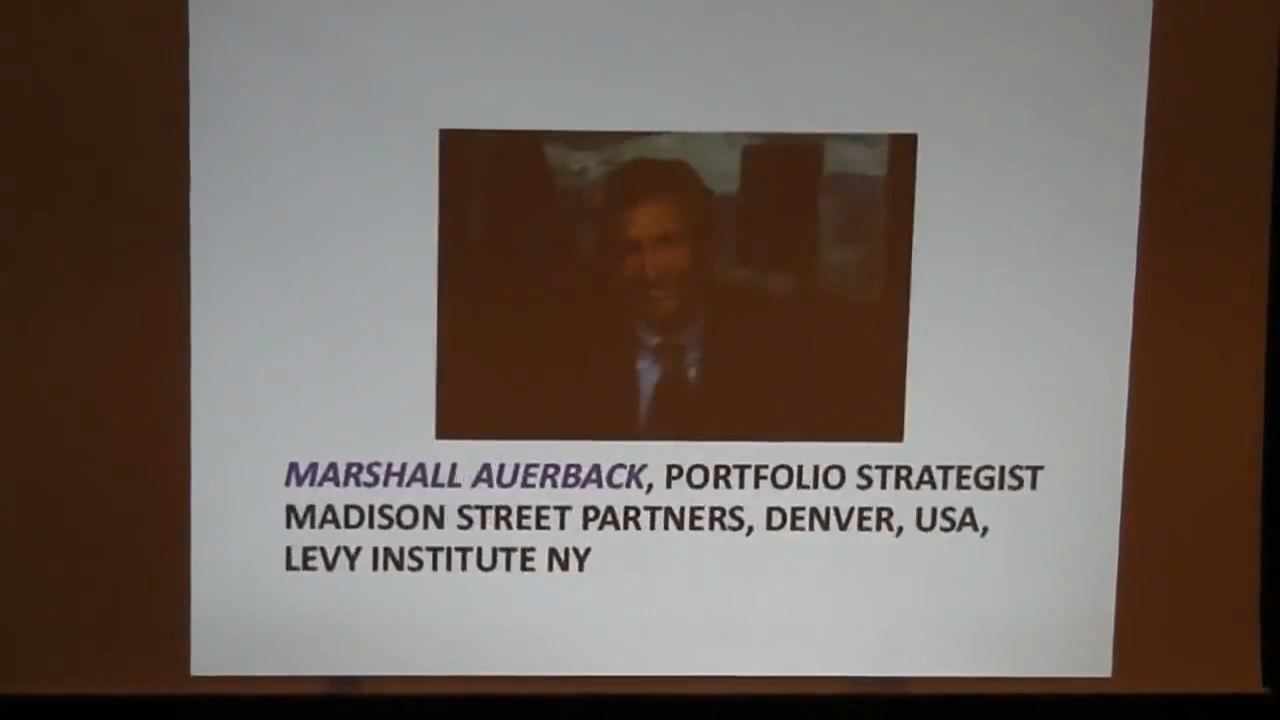 MARSHALL AUERBACK, PORTFOLIO STRATEGIST
MADISON STREET PARTNERS, DENVER, USA,
LEVY INSTITUTE NY